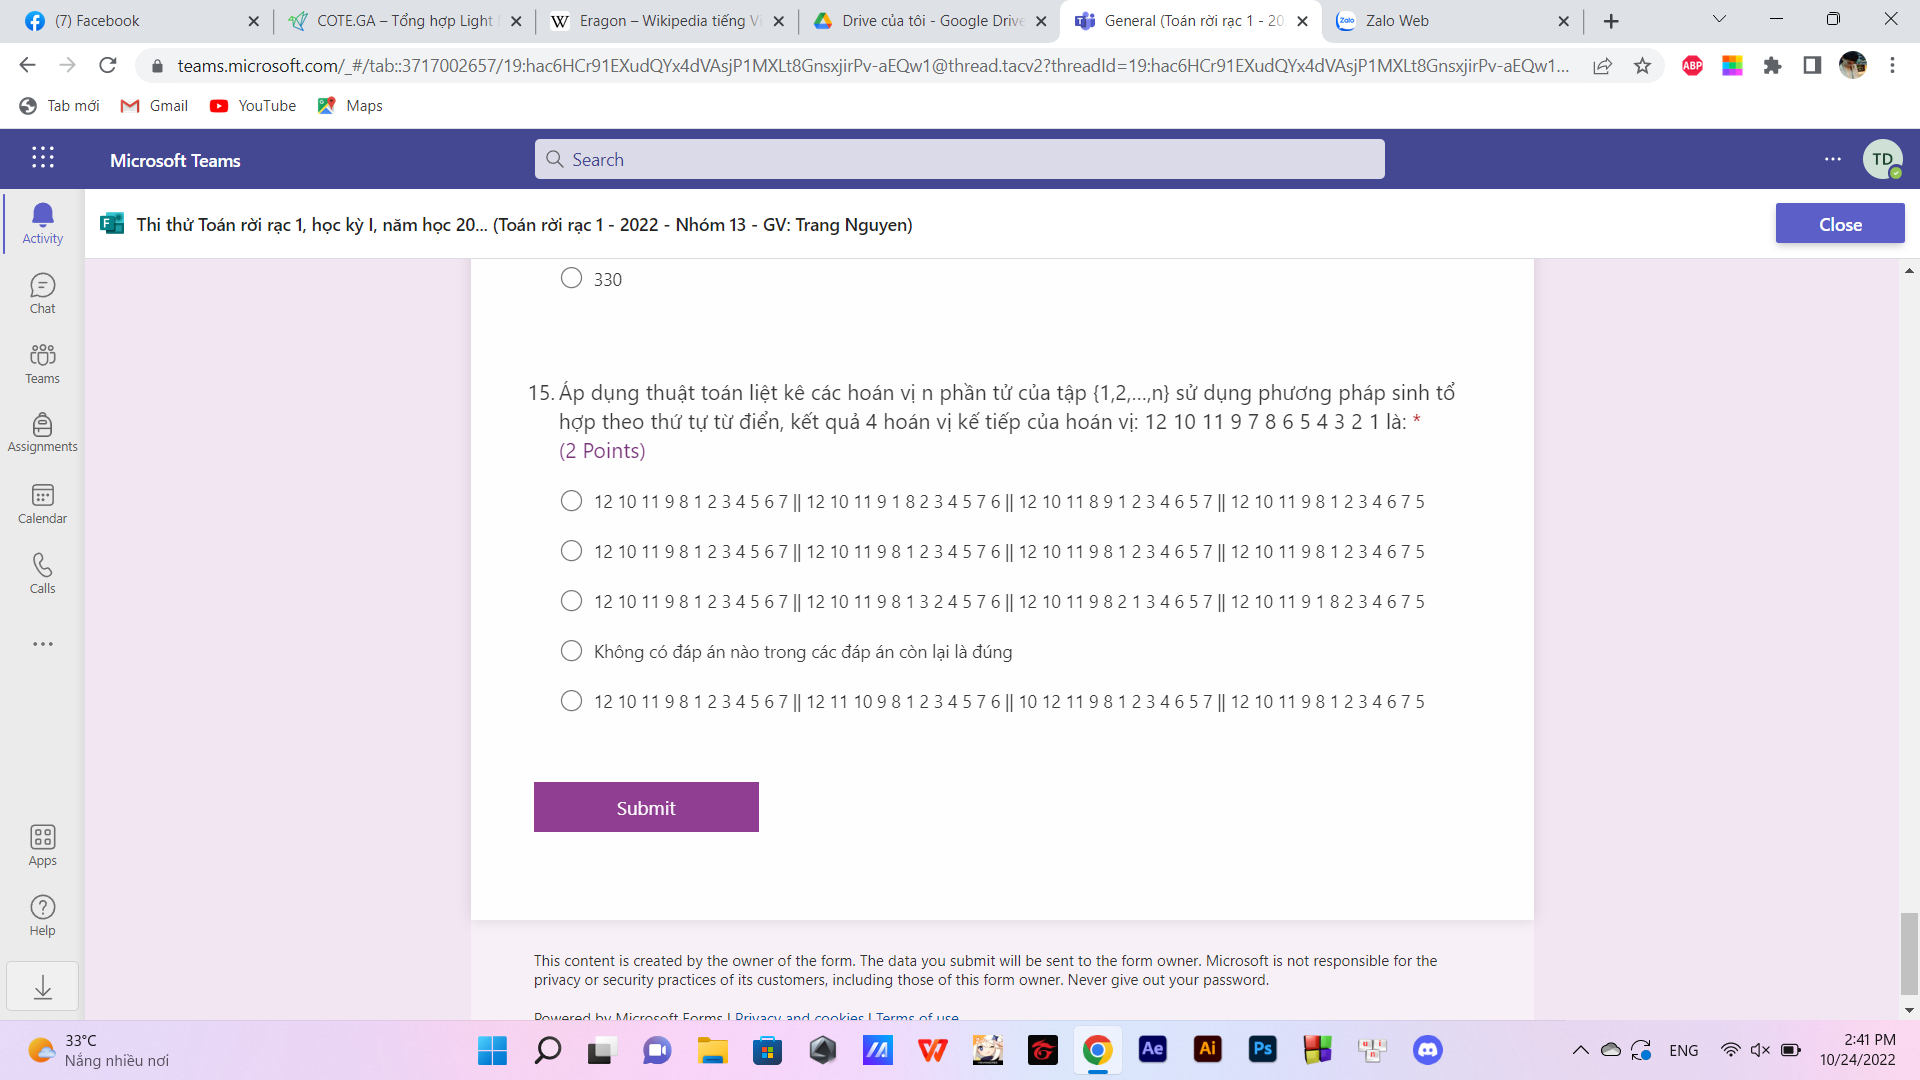 (7) Facebook
COTE.GA – Tổng hợp Light
Eragon – Wikipedia tiếng Vi
Drive của tôi - Google Drive
General (Toán rời rạc 1 - 20
Zalo Web
teams.microsoft.com/_#/tab::3717002657/19:hac6HCr91EXudQYx4dVAsjP1MXLt8GnsxjirPv-aEQw1@thread.tacv2?threadId=19:hac6HCr91EXudQYx4dVAsjP1MXLt8GnsxjirPv-aEQw1...
ABP
Tab mới
Gmail
YouTube
Maps
Microsoft Teams
Search
TD
Activity
Chat
Teams
Assignments
Calendar
Calls
Apps
Help
Thi thử Toán rời rạc 1, học kỳ I, năm học 20... (Toán rời rạc 1 - 2022 - Nhóm 13 - GV: Trang Nguyen)
Close
330
15. Áp dụng thuật toán liệt kê các hoán vị n phần tử của tập {1,2,...,n} sử dụng phương pháp sinh tổ
hợp theo thứ tự từ điển, kết quả 4 hoán vị kế tiếp của hoán vị: 12 10 11 9 7 8 6 5 4 3 2 1 là: *
(2 Points)
12 10 11 9 8 1 2 3 4 5 6 7 || 12 10 11 9 1 8 2 3 4 5 7 6 || 12 10 11 8 9 1 2 3 4 6 5 7 || 12 10 11 9 8 1 2 3 4 6 7 5
12 10 11 9 8 1 2 3 4 5 6 7 || 12 10 11 9 8 1 2 3 4 5 7 6 || 12 10 11 9 8 1 2 3 4 6 5 7 || 12 10 11 9 8 1 2 3 4 6 7 5
12 10 11 9 8 1 2 3 4 5 6 7 || 12 10 11 9 8 1 3 2 4 5 7 6 || 12 10 11 9 8 2 1 3 4 6 5 7 || 12 10 11 9 1 8 2 3 4 6 7 5
Không có đáp án nào trong các đáp án còn lại là đúng
12 10 11 9 8 1 2 3 4 5 6 7 || 12 11 10 9 8 1 2 3 4 5 7 6 || 10 12 11 9 8 1 2 3 4 6 5 7 || 12 10 11 9 8 1 2 3 4 6 7 5
Submit
This content is created by the owner of the form. The data you submit will be sent to the form owner. Microsoft is not responsible for the
privacy or security practices of its customers, including those of this form owner. Never give out your password.
Powered by Microsoft Forms | Privacy and cookies | Terms of use
33°C
Nắng nhiều nơi
Ae
Ai
Ps
ENG
2:41 PM
10/24/2022